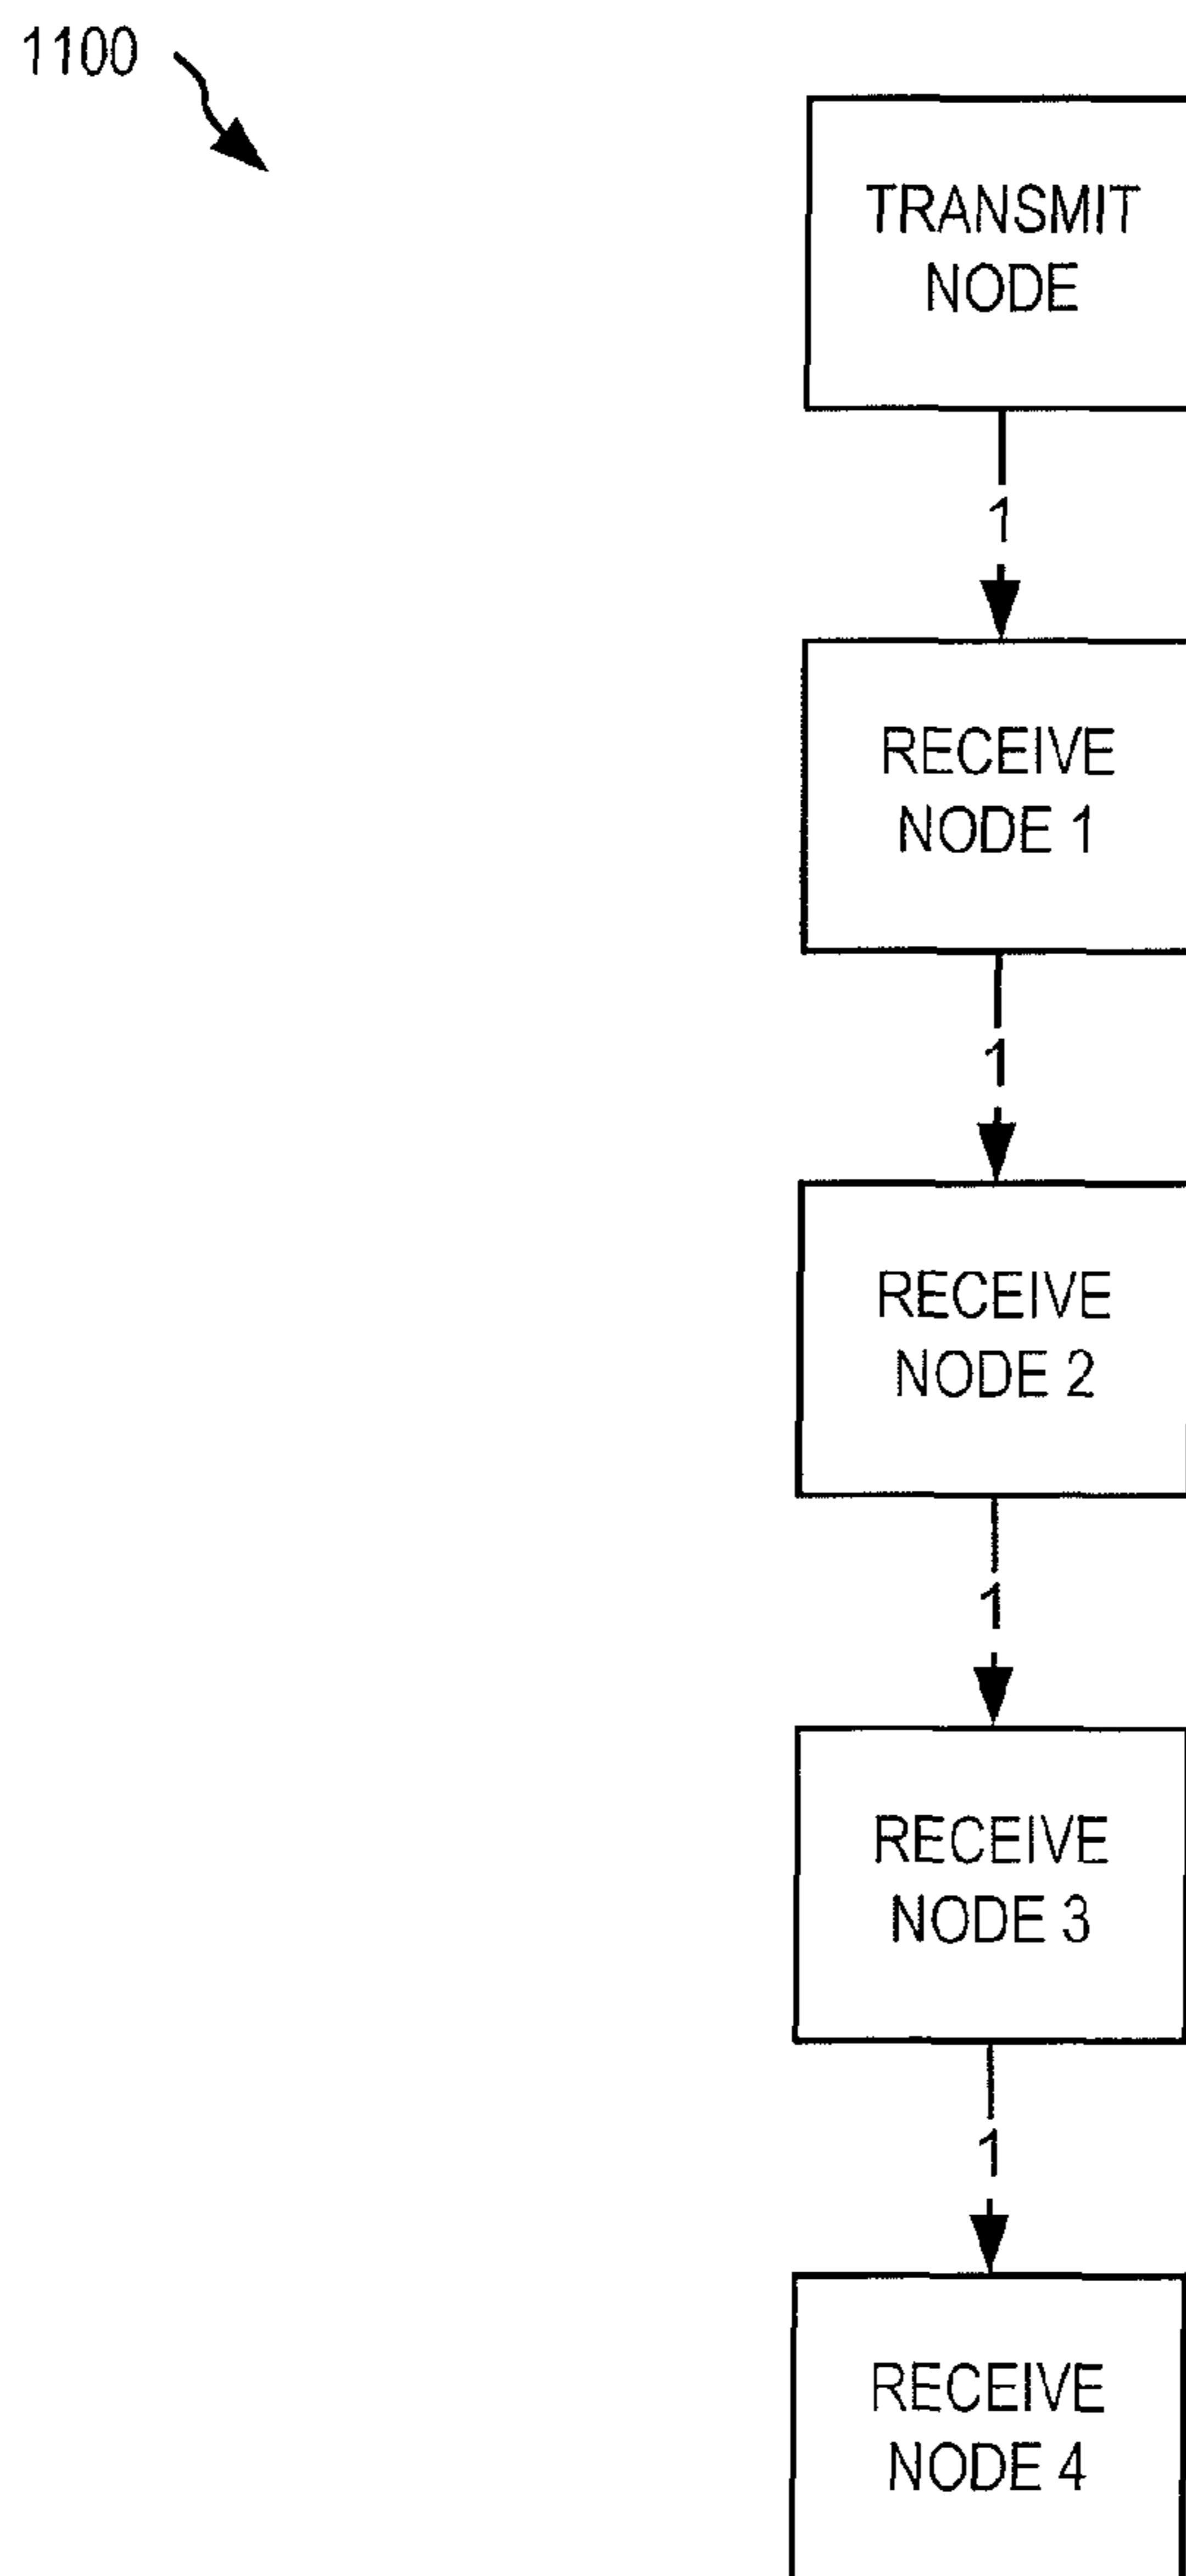 1100
TRANSMIT
NODE
1
RECEIVE
NODE 1
1
RECEIVE
NODE 2
1
RECEIVE
NODE 3
1
RECEIVE
NODE 4